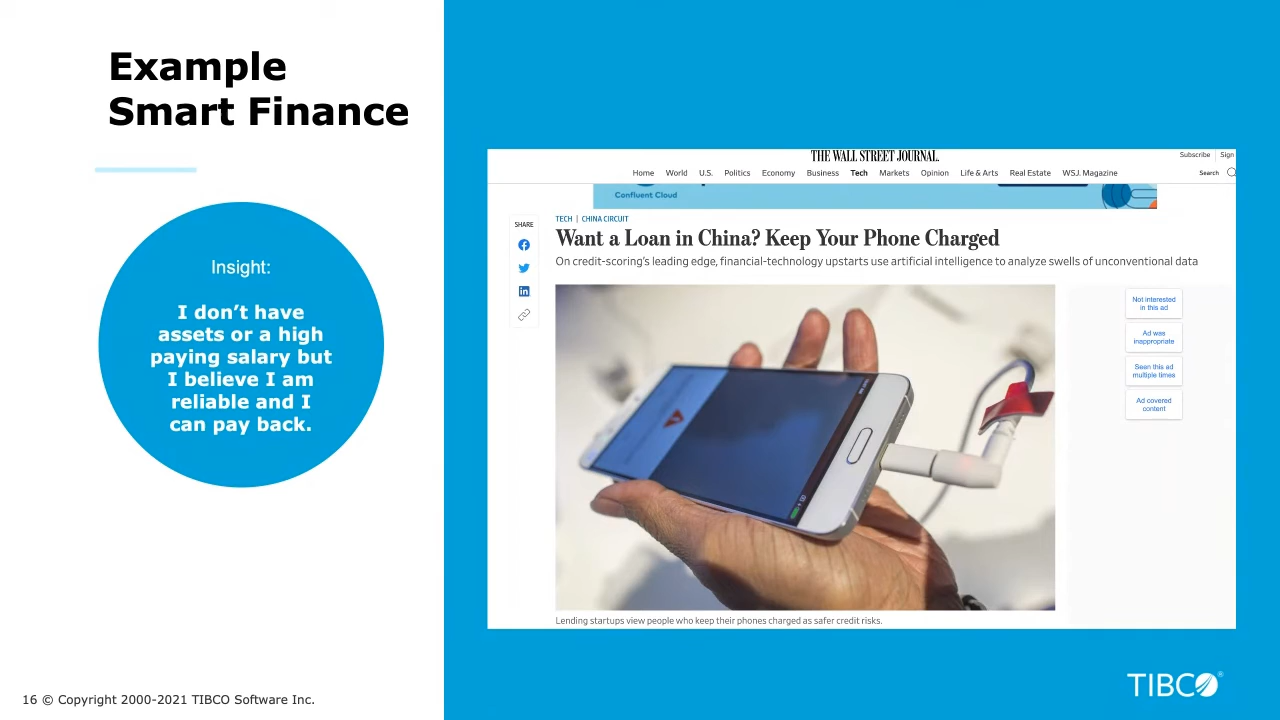 Example
Smart Finance
Insight:
I don’t have
assets or a high
paying salary but
I believe I am
reliable and I
can pay back.
16 © Copyright 2000-2021 TIBCO Software Inc.
THE WALL STREET JOURNAL.
Subscribe Sign
Home World U.S. Politics Economy Business Tech Markets Opinion Life & Arts Real Estate WSJ. Magazine
Search
Confluent Cloud
SHARE
TECH | CHINA CIRCUIT
Want a Loan in China? Keep Your Phone Charged
On credit-scoring’s leading edge, financial-technology upstarts use artificial intelligence to analyze swells of unconventional data
Not interested
in this ad
Ad was
inappropriate
Seen this ad
multiple times
Ad covered
content
Lending startups view people who keep their phones charged as safer credit risks.
TIBCO®